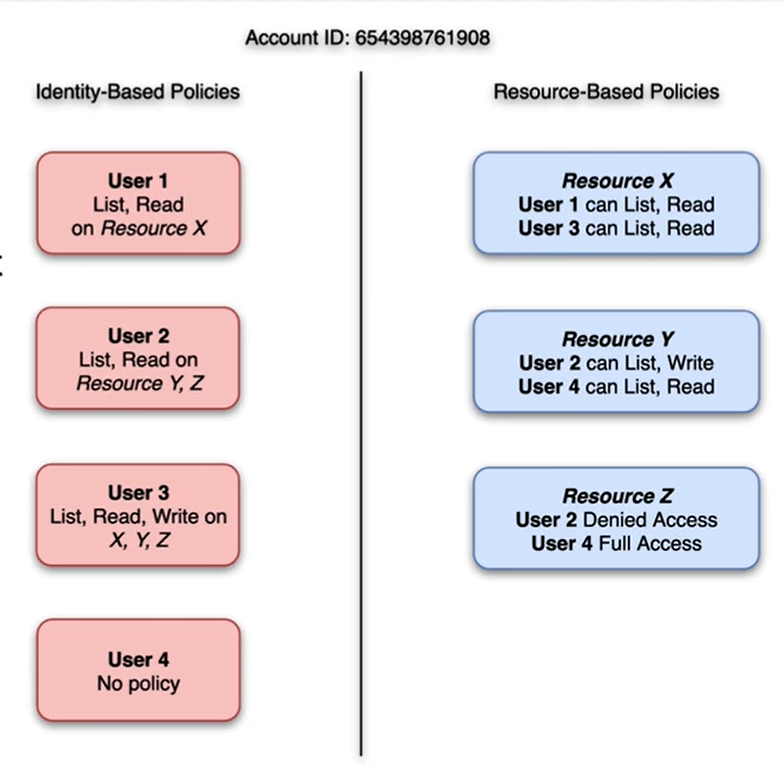 Account ID: 654398761908
Identity-Based Policies
User 1
List, Read
on Resource X
User 2
List, Read on
Resource Y, Z
User 3
List, Read, Write on
X, Y, Z
User 4
No policy
Resource-Based Policies
Resource X
User 1 can List, Read
User 3 can List, Read
Resource Y
User 2 can List, Write
User 4 can List, Read
Resource Z
User 2 Denied Access
User 4 Full Access